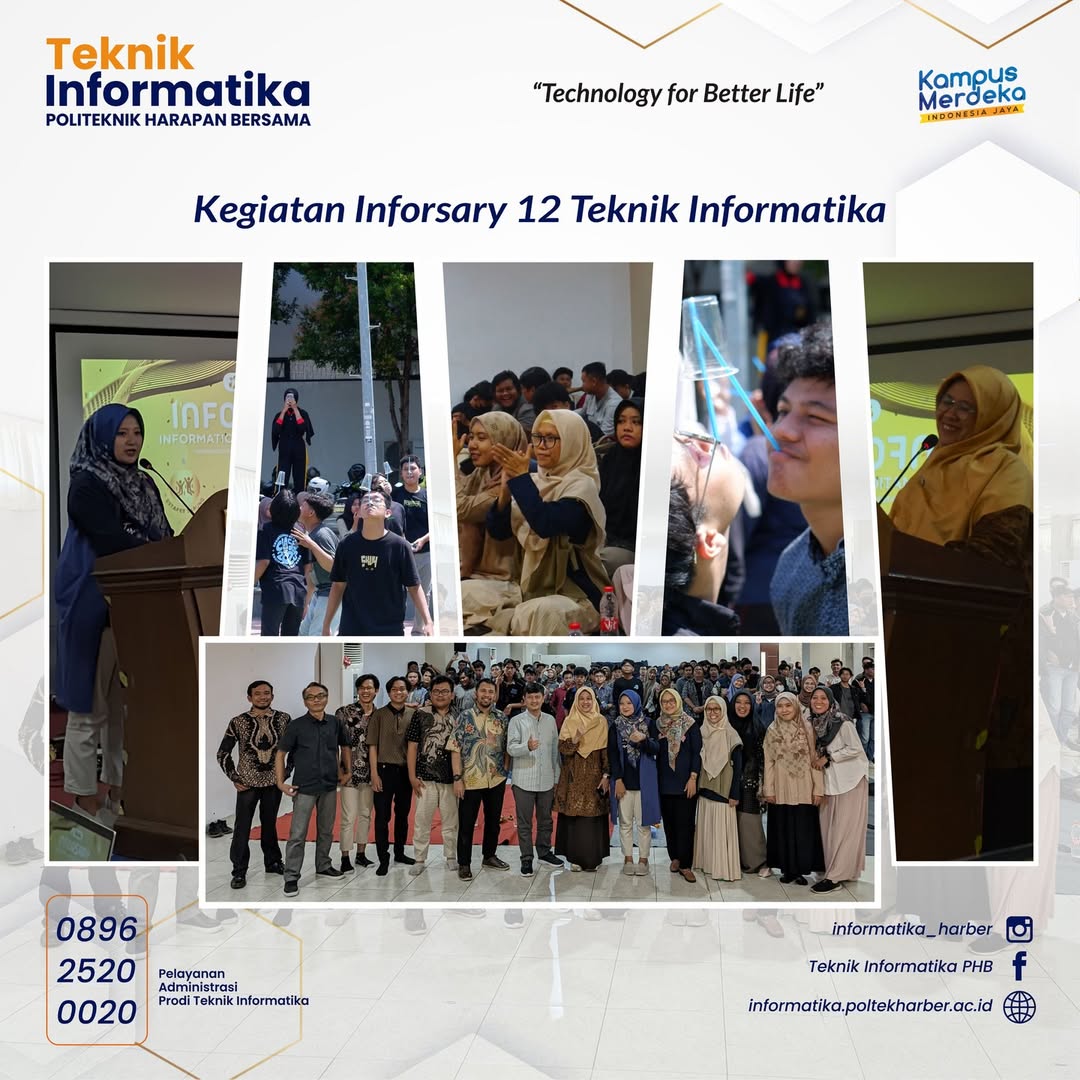 Teknik
Informatika
POLITEKNIK HARAPAN BERSAMA
“Technology for Better Life”
Kampus
Merdeka
INDONESIA JAYA
Kegiatan Inforsary 12 Teknik Informatika
0896
2520
0020
Pelayanan
Administrasi
Prodi Teknik Informatika
informatika_harber
Teknik Informatika PHB
informatika.poltekharber.ac.id